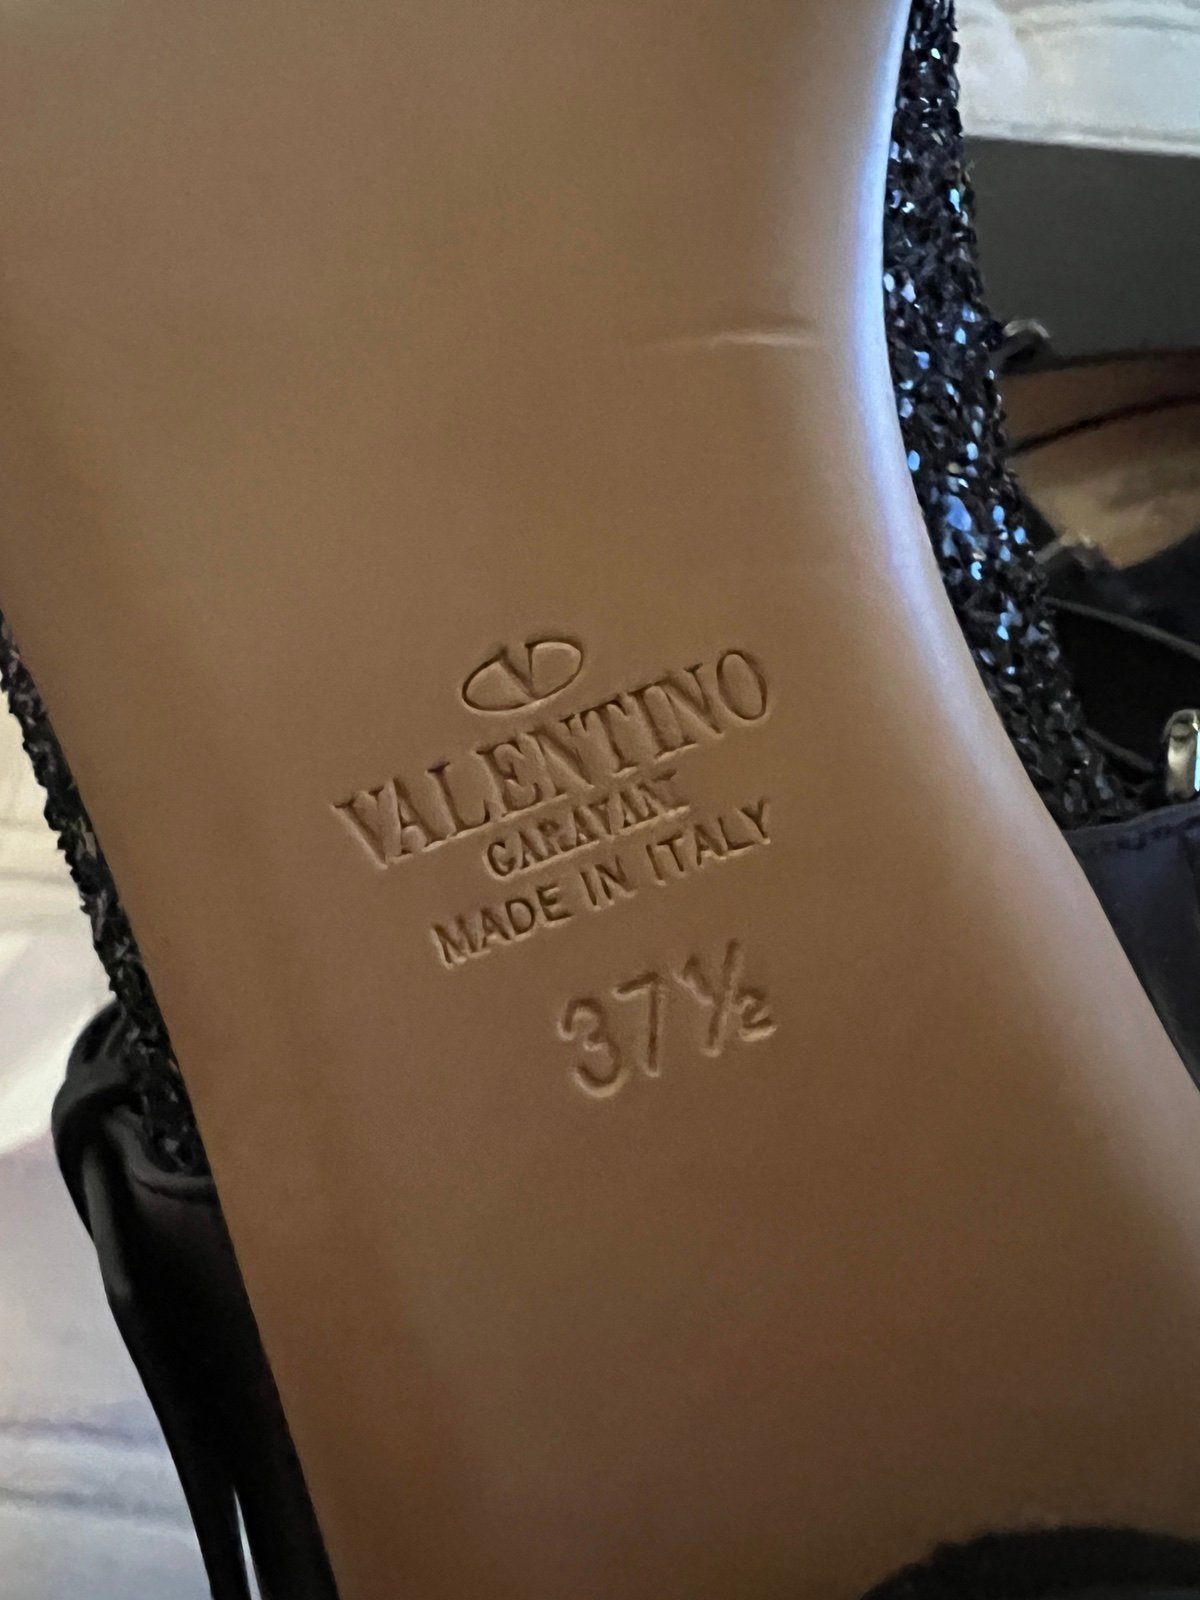 V
VALENTINO
GARAVANI
MADE IN ITALY
37½